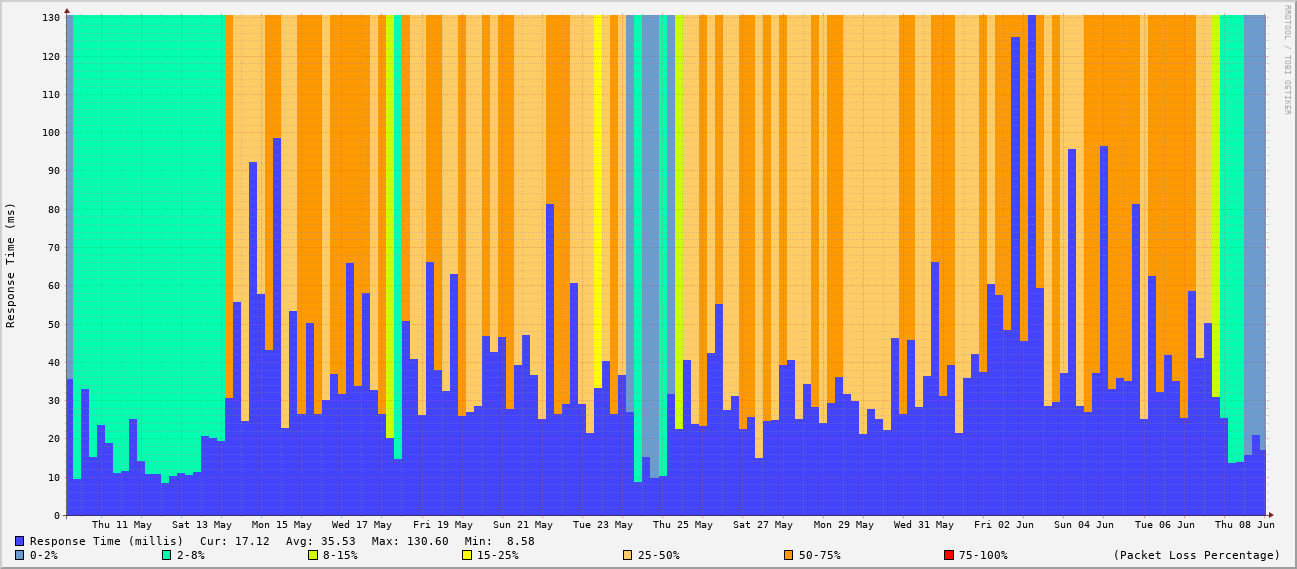 130
120
110
100
90
80
70
60
50
40
30
20
10
0
Response Time (ms)
RRDTOOL / TOBI OETIKER
Thu 11 May Sat 13 May Mon 15 May Wed 17 May Fri 19 May Sun 21 May Tue 23 May Thu 25 May Sat 27 May Mon 29 May Wed 31 May Fri 02 Jun Sun 04 Jun Tue 06 Jun Thu 08 Jun
Response Time (millis) Cur: 17.12 Avg: 35.53 Max: 130.60 Min: 8.58
0-2% 2-8% 8-15% 15-25% 25-50% 50-75% 75-100% (Packet Loss Percentage)